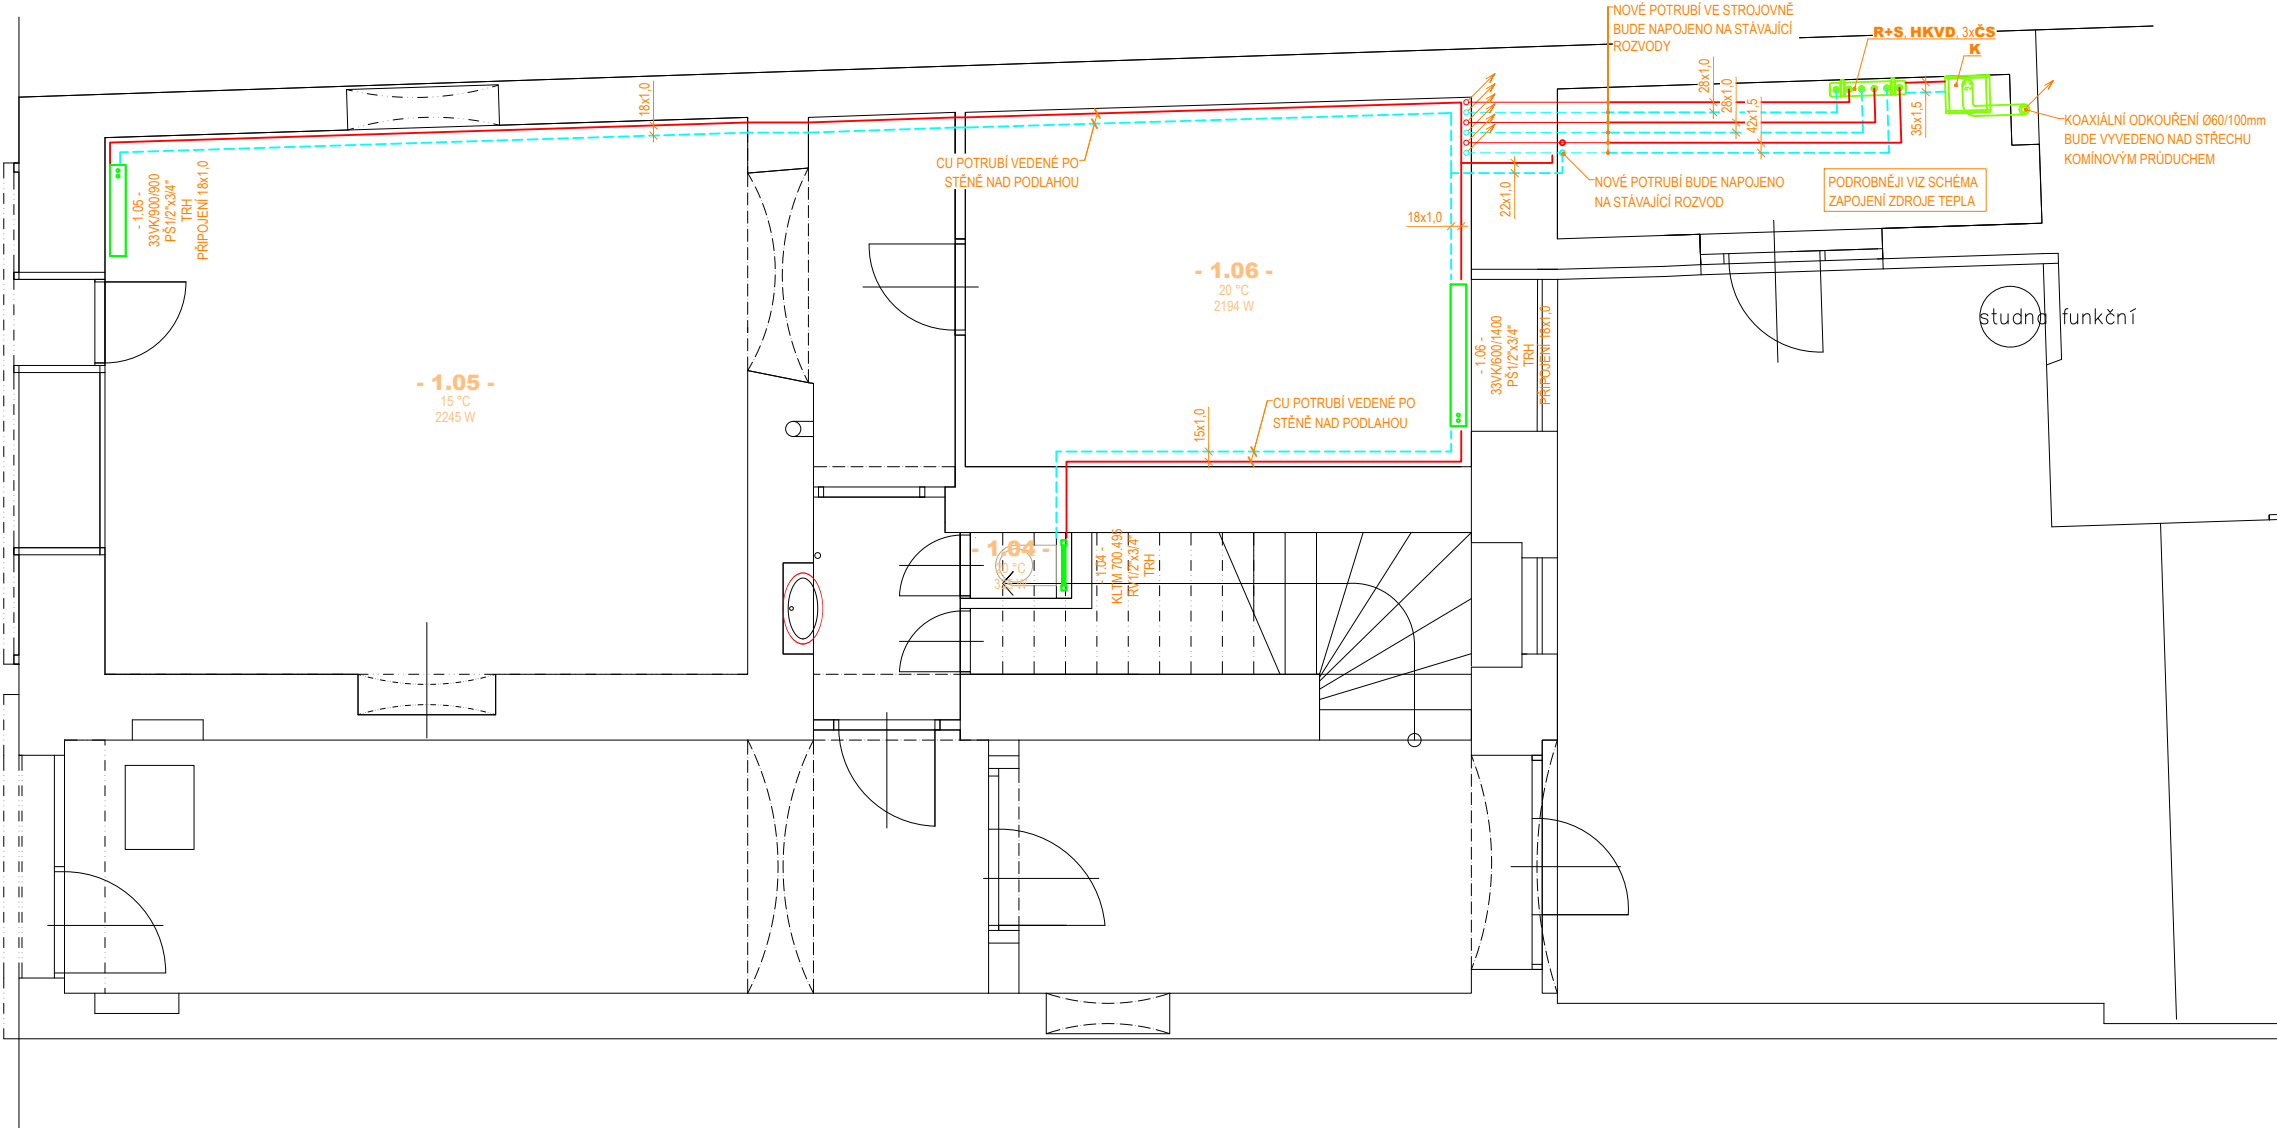 NOVÉ POTRUBÍ VE STROJOVNĚ
BUDE NAPOJENO NA STÁVAJÍCÍ
ROZVODY
R+S, HKVD, 3xČS
K
28x1,0
28x1,0
42x1,5
35x1,5
KOAXIÁLNÍ ODKOUŘENÍ Ø60/100mm
BUDE VYVEDENO NAD STŘECHU
KOMÍNOVÝM PRŮDUCHEM
18x1,0
CU POTRUBÍ VEDENÉ PO
STĚNĚ NAD PODLAHOU
NOVÉ POTRUBÍ BUDE NAPOJENO
NA STÁVAJÍCÍ ROZVOD
PODROBNĚJI VIZ SCHÉMA
ZAPOJENÍ ZDROJE TEPLA
22x1,0
18x1,0
- 1.05 -
33VK/900/900
PŠ1/2"x3/4"
TRH
PŘIPOJENÍ 18x1,0
- 1.06 -
20 °C
2194 W
studna funkční
- 1.06 -
33VK/600/1400
PŠ1/2"x3/4"
TRH
PŘIPOJENÍ 18x1,0
- 1.05 -
15 °C
2245 W
CU POTRUBÍ VEDENÉ PO
STĚNĚ NAD PODLAHOU
15x1,0
- 1.04 -
- 1.04 -
KLTM 700.495
TRH